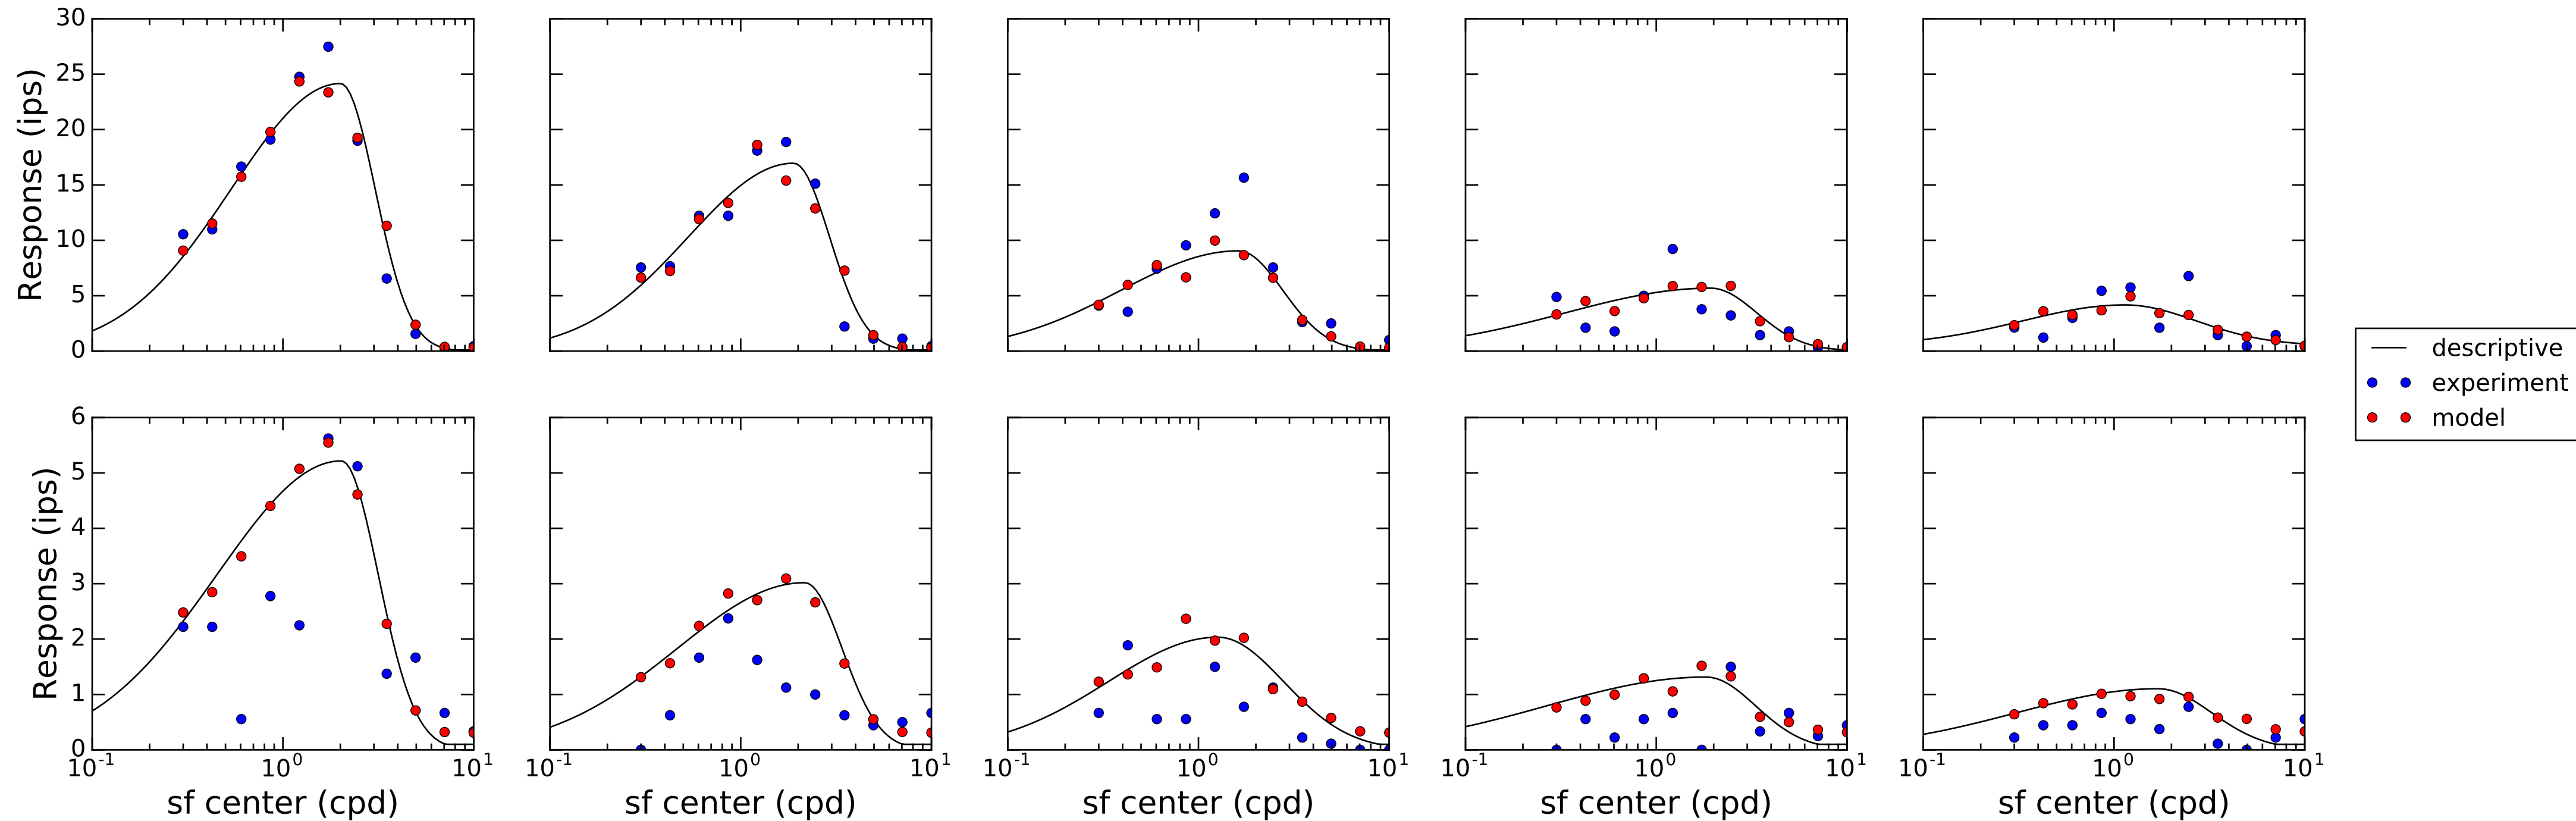 30
25
20
15
10
5
0
Response (ips)
descriptive
experiment
model
6
5
4
3
2
1
0
Response (ips)
10-1 100 101 10-1 100 101 10-1 100 101 10-1 100 101 10-1 100 101
sf center (cpd) sf center (cpd) sf center (cpd) sf center (cpd) sf center (cpd)